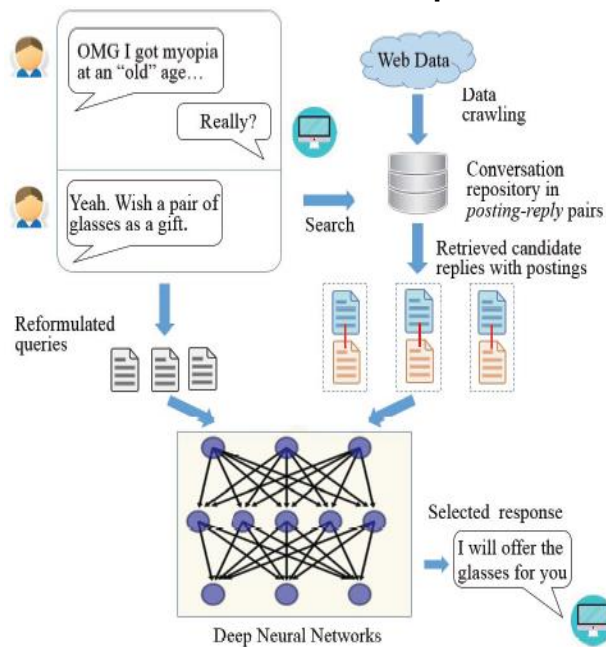 OMG I got myopia
at an “old” age…
Really?
Yeah. Wish a pair of
glasses as a gift.
Web Data
Data
crawling
Conversation
repository in
posting-reply pairs
Search
Retrieved candidate
replies with postings
Reformulated
queries
Selected response
I will offer the
glasses for you
Deep Neural Networks